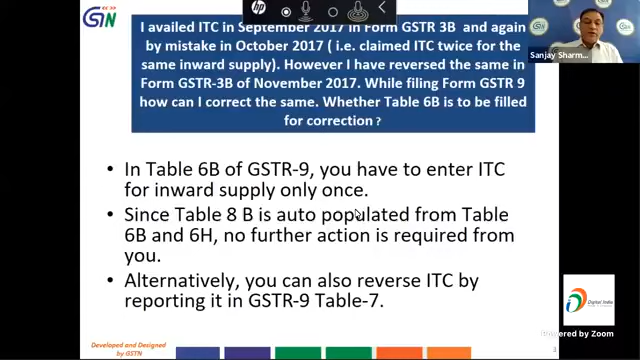 I availed ITC in September 2017 in Form GSTR 3B and again
by mistake in October 2017 ( i.e. claimed ITC twice for the
same inward supply). However I have reversed the same in
Form GSTR-3B of November 2017. While filing Form GSTR 9
how can I correct the same. Whether Table 6B is to be filled
for correction ?
Sanjay Sharm...
• In Table 6B of GSTR-9, you have to enter ITC
for inward supply only once.
• Since Table 8 B is auto populated from Table
6B and 6H, no further action is required from
you.
• Alternatively, you can also reverse ITC by
reporting it in GSTR-9 Table-7.
Digital India
Powered by Zoom
Developed and Designed
by GSTN
3
hp